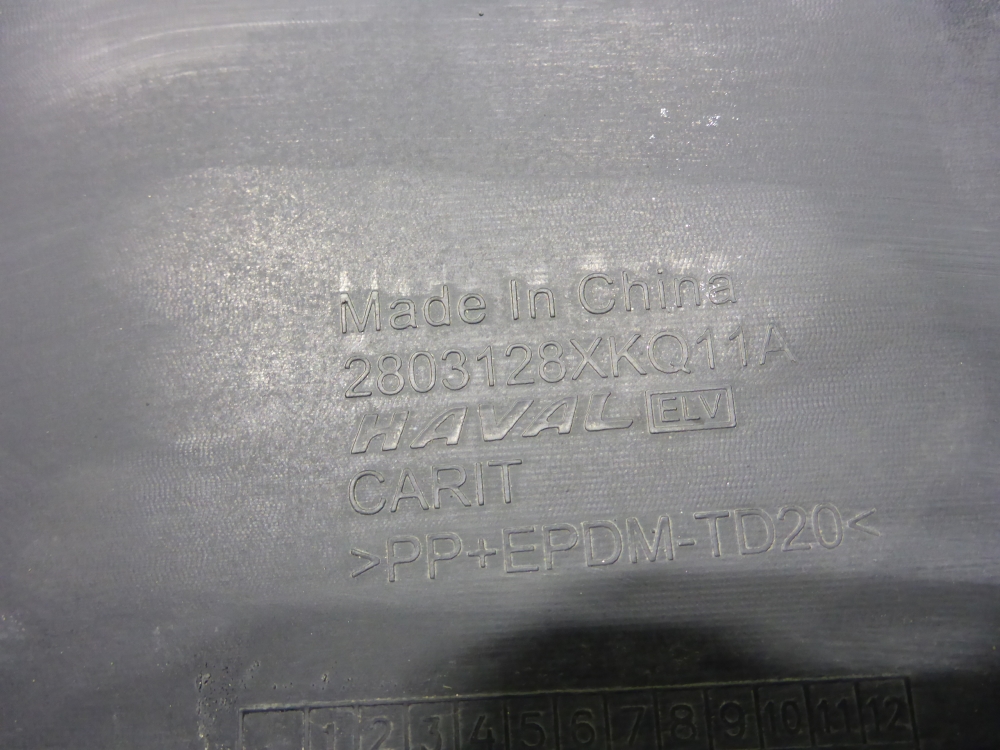 Made In China
2803128XKQ11A
HAVAL ELV
CARIT
>PP+EPDM-TD20<
1 2 3 4 5 6 7 8 9 10 11 12